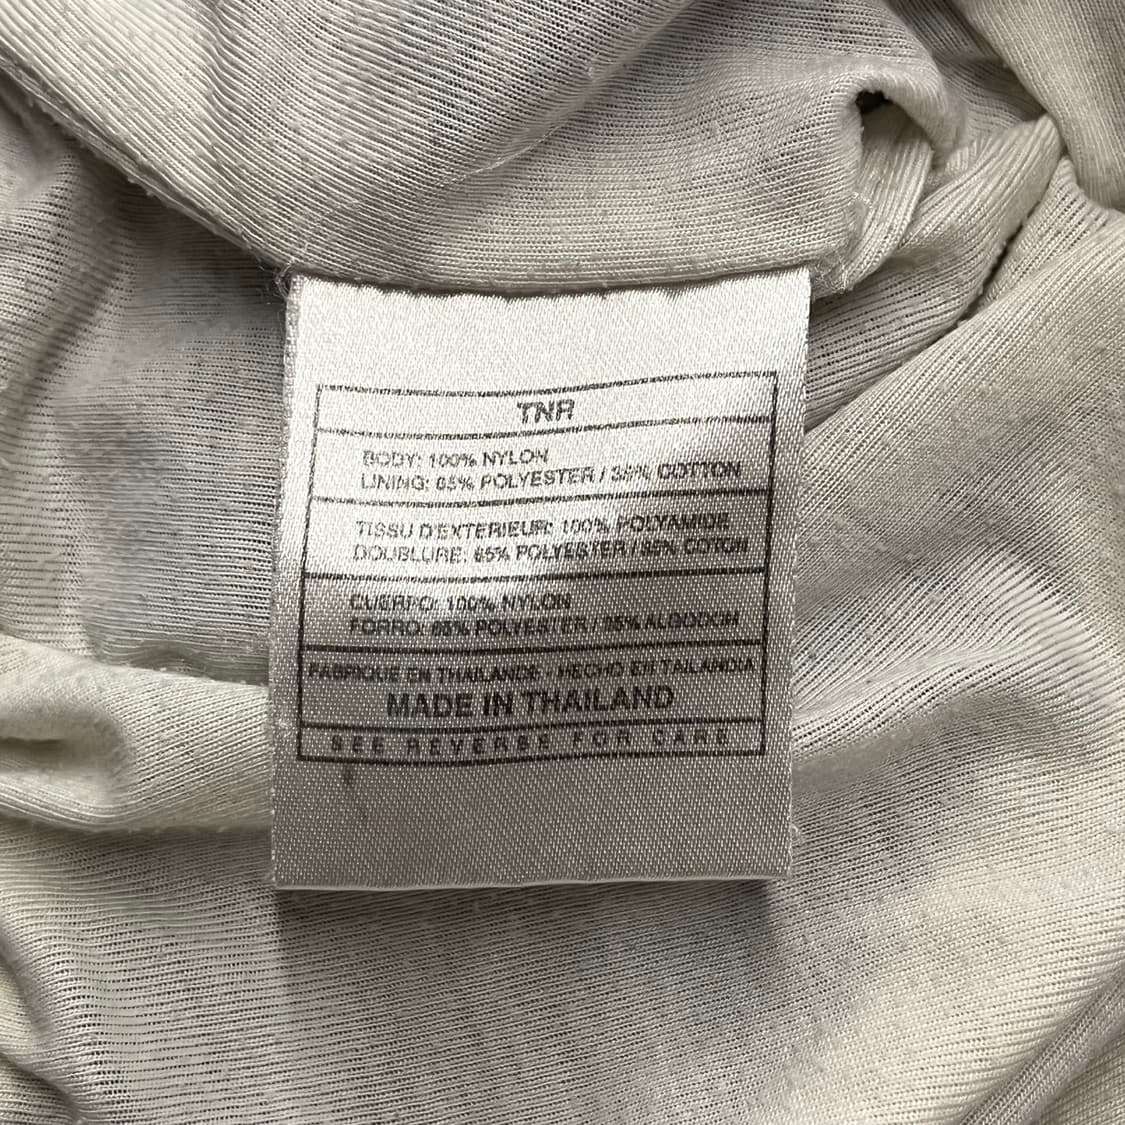 TNR
BODY: 100% NYLON
LINING: 65% POLYESTER / 35% COTTON
TISSU D'EXTERIEUR: 100% POLYAMIDE
DOUBLURE: 65% POLYESTER / 35% COTON
CUERPO: 100% NYLON
FORRO: 65% POLYESTER / 35% ALGODON
FABRIQUE EN THAILANDE - HECHO EN TAILANDIA
MADE IN THAILAND
SEE REVERSE FOR CARE